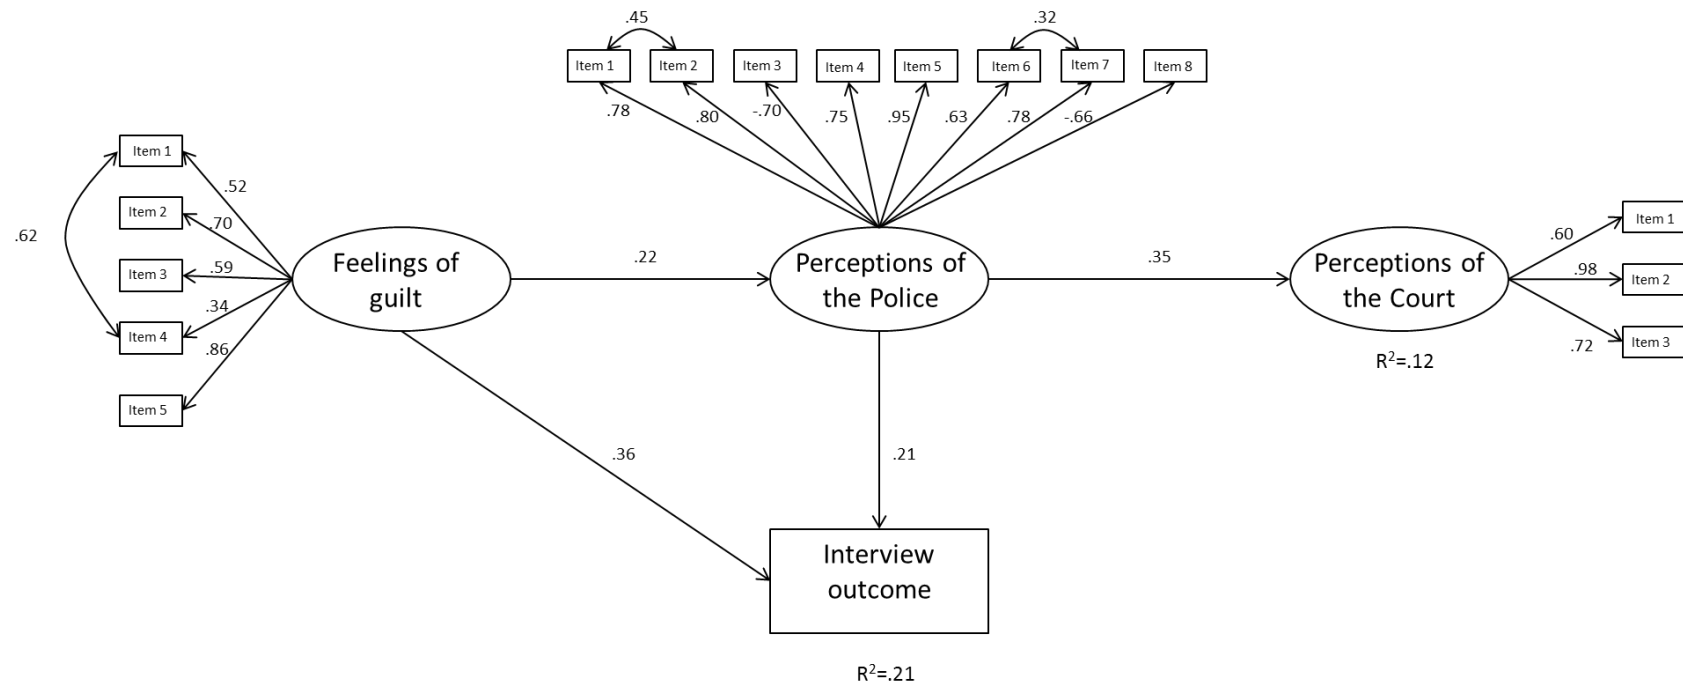 .45
.32
Item 1
Item 2
Item 3
Item 4
Item 5
Item 6
Item 7
Item 8
.78
.80
-.70
.75
.95
.63
.78
-.66
Item 1
Item 2
Item 3
Item 4
Item 5
.62
.52
.70
.59
.34
.86
Feelings of
guilt
.22
Perceptions of
the Police
.35
Perceptions of
the Court
R²=.12
.60
.98
.72
Item 1
Item 2
Item 3
.36
.21
Interview
outcome
R²=.21